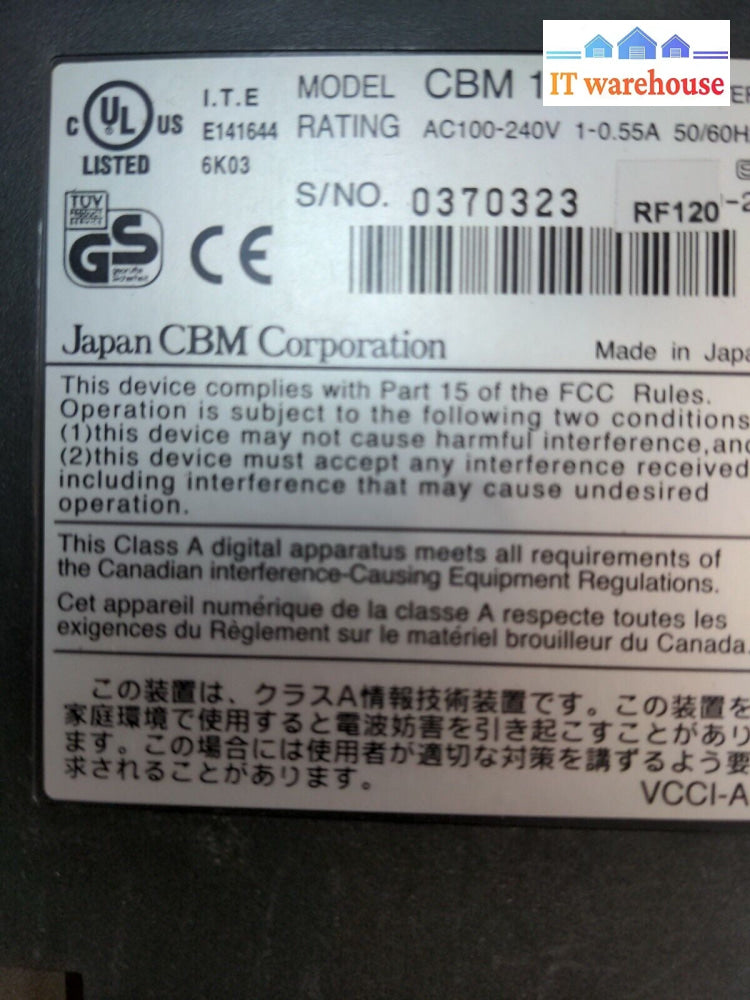 IT warehouse
C UL US LISTED
I.T.E
E141644
6K03
MODEL CBM 1
RATING AC100-240V 1-0.55A 50/60H
S/NO. 0370323
RF120 -2
TÜV
GS
geprüfte
Sicherheit
CE
Japan CBM Corporation
Made in Japa
This device complies with Part 15 of the FCC Rules.
Operation is subject to the following two conditions
(1)this device may not cause harmful interference,and
(2)this device must accept any interference received
including interference that may cause undesired
operation.
This Class A digital apparatus meets all requirements of
the Canadian interference-Causing Equipment Regulations.
Cet appareil numérique de la classe A respecte toutes les
exigences du Règlement sur le matériel brouilleur du Canada.
この装置は、クラスA情報技術装置です。この装置を
家庭環境で使用すると電波妨害を引き起こすことがあり
ます。この場合には使用者が適切な対策を講ずるよう要
求されることがあります。
VCCI-A